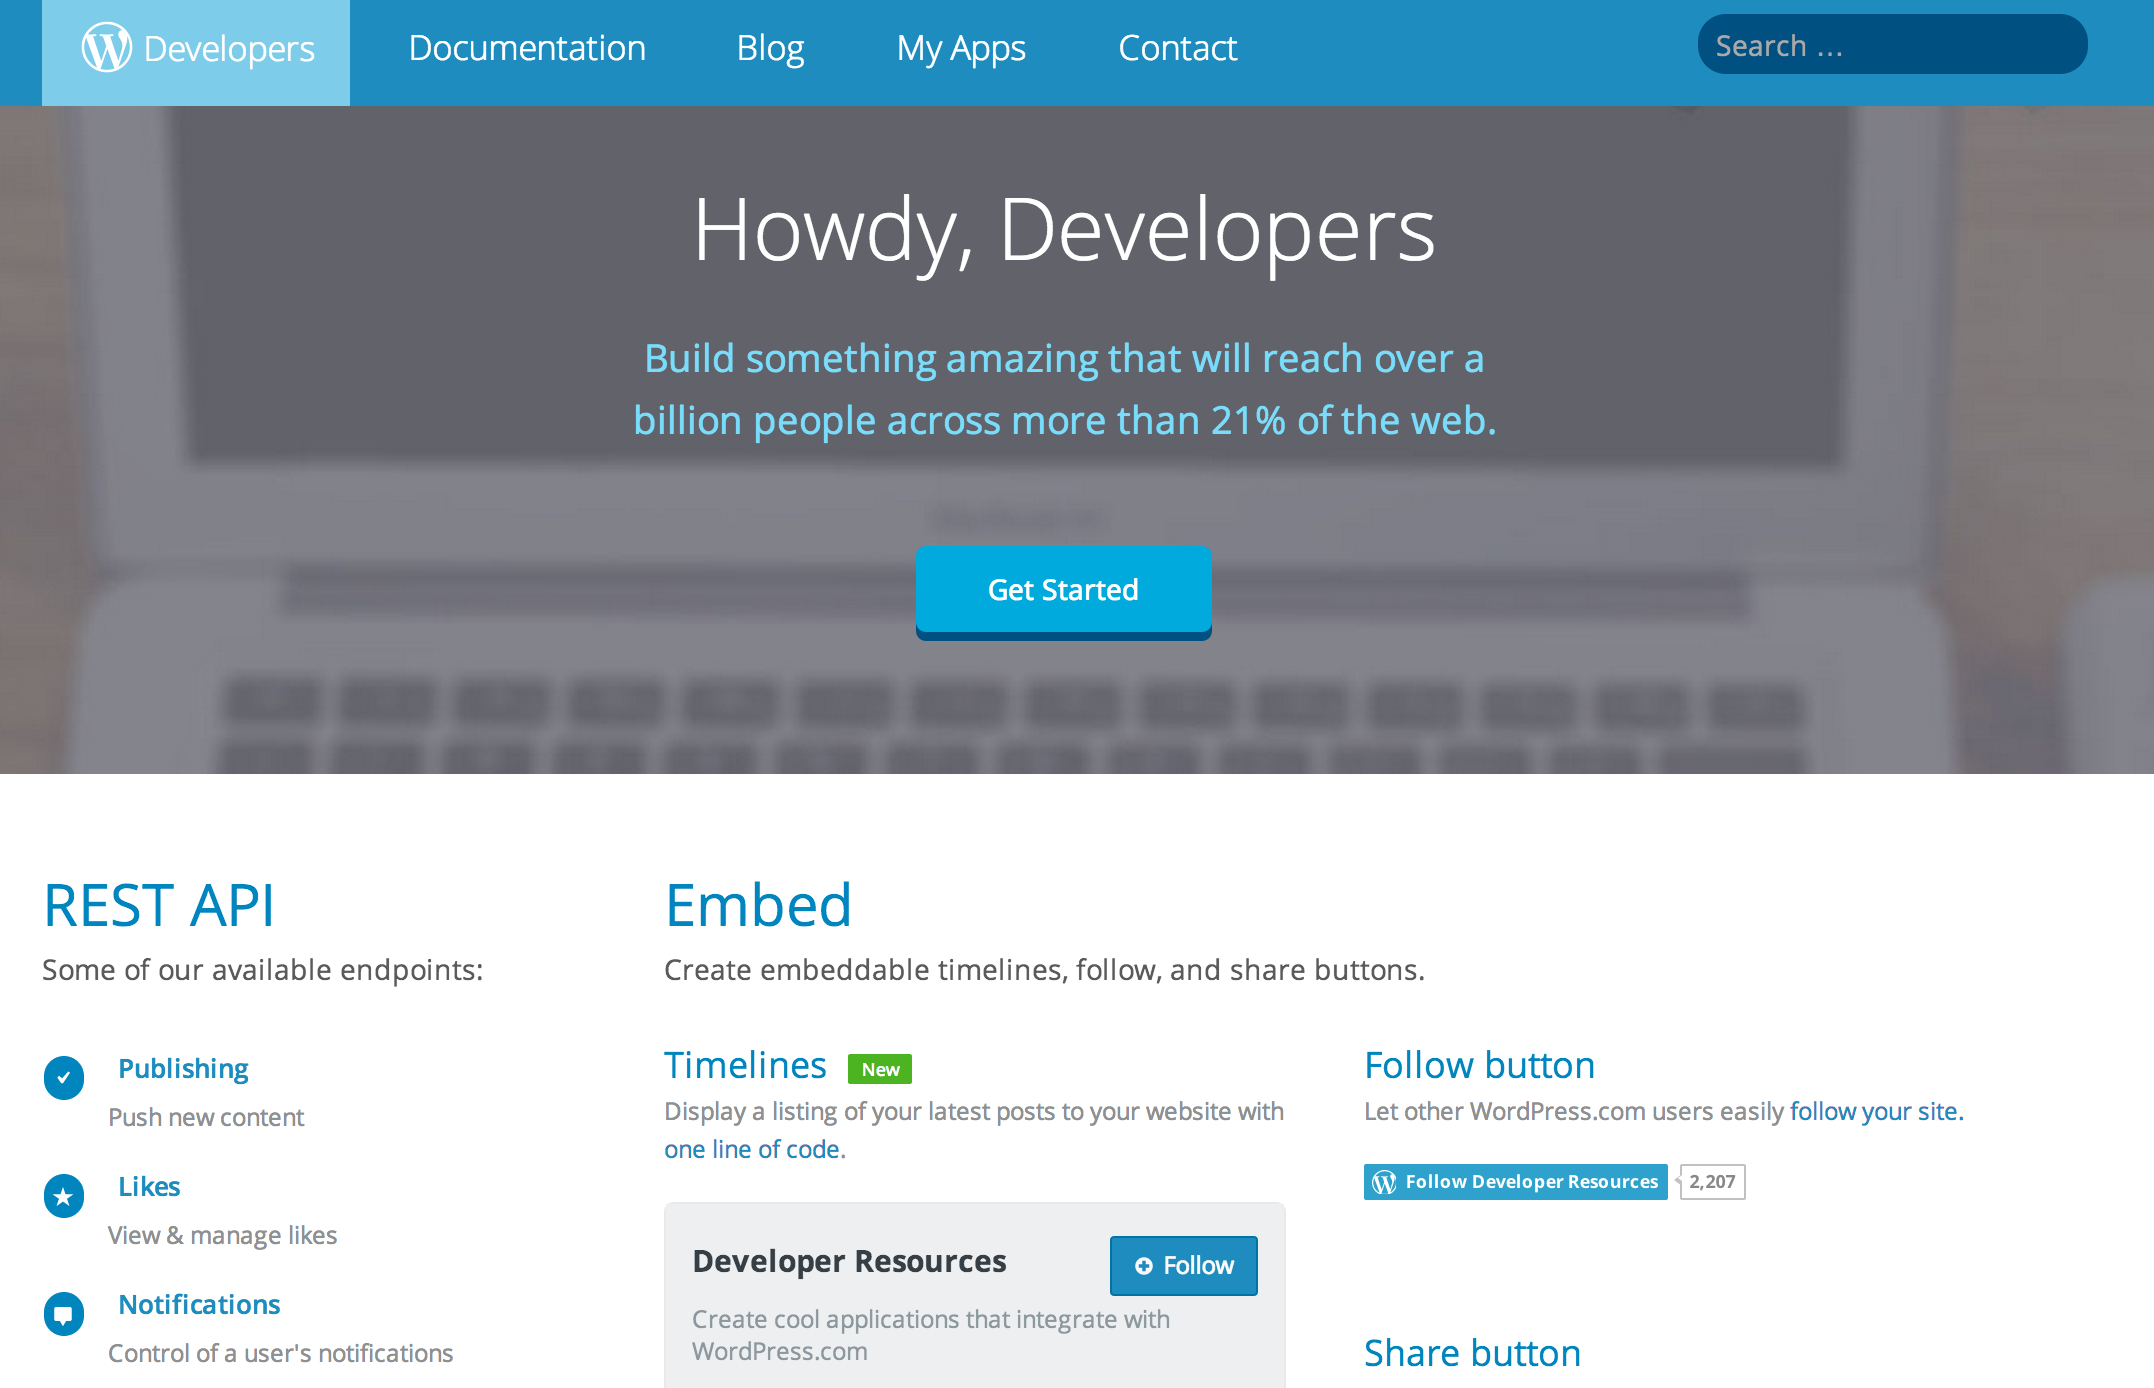 Developers
Documentation
Blog
My Apps
Contact
Search ...
Howdy, Developers
Build something amazing that will reach over a
billion people across more than 21% of the web.
Get Started
REST API
Some of our available endpoints:
Publishing
Push new content
Likes
View & manage likes
Notifications
Control of a user's notifications
Embed
Create embeddable timelines, follow, and share buttons.
Timelines New
Display a listing of your latest posts to your website with
one line of code.
Developer Resources
Follow
Create cool applications that integrate with
WordPress.com
Follow button
Let other WordPress.com users easily follow your site.
Follow Developer Resources 2,207
Share button